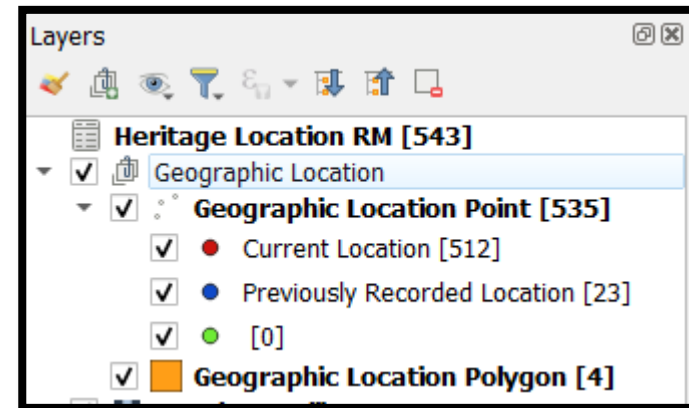 Layers
Heritage Location RM [543]
Geographic Location
Geographic Location Point [535]
Current Location [512]
Previously Recorded Location [23]
[0]
Geographic Location Polygon [4]